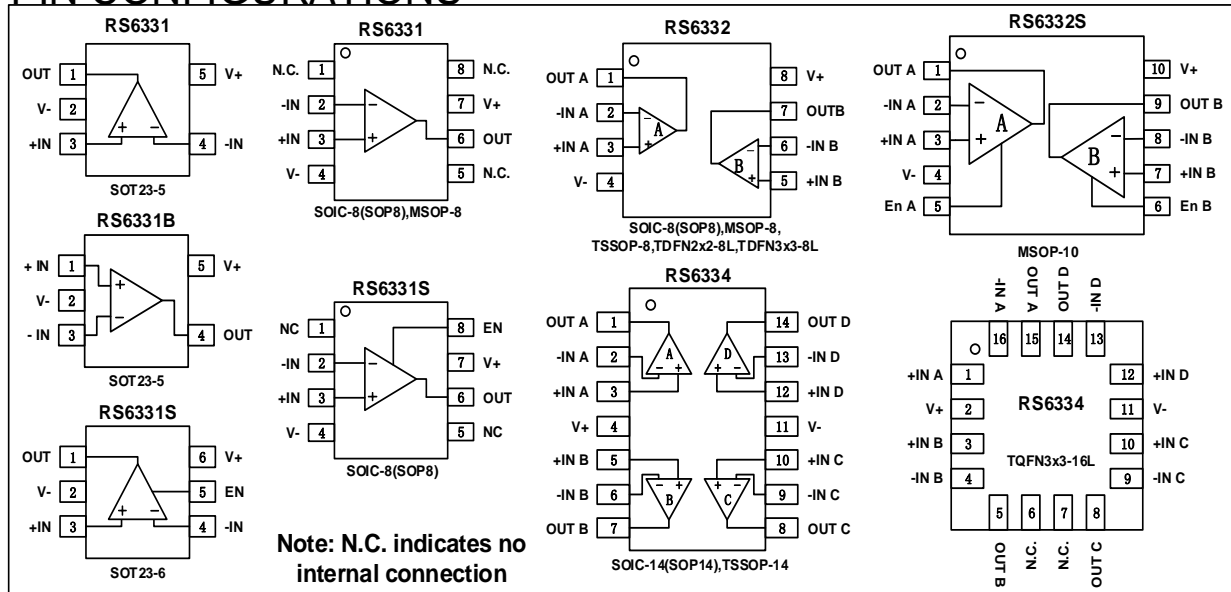 PIN CONFIGURATIONS
RS6331
OUT 1
5 V+
V- 2
+IN 3
4 -IN
+ −
SOT23-5
RS6331
N.C. 1
8 N.C.
-IN 2
7 V+
+IN 3
6 OUT
V- 4
5 N.C.
−
+
SOIC-8(SOP8),MSOP-8
RS6332
OUT A 1
8 V+
-IN A 2
7 OUTB
+IN A 3
6 -IN B
V- 4
5 +IN B
− A +
− B +
SOIC-8(SOP8),MSOP-8,
TSSOP-8,TDFN2x2-8L,TDFN3x3-8L
RS6332S
OUT A 1
10 V+
-IN A 2
9 OUT B
+IN A 3
8 -IN B
V- 4
7 +IN B
En A 5
6 En B
− A +
− B +
MSOP-10
RS6331B
+ IN 1
5 V+
V- 2
- IN 3
4 OUT
+
−
SOT23-5
RS6331S
NC 1
8 EN
-IN 2
7 V+
+IN 3
6 OUT
V- 4
5 NC
−
+
SOIC-8(SOP8)
RS6334
OUT A 1
14 OUT D
-IN A 2
13 -IN D
+IN A 3
12 +IN D
V+ 4
11 V-
+IN B 5
10 +IN C
-IN B 6
9 -IN C
OUT B 7
8 OUT C
A − +
D + −
− + B
+ − C
SOIC-14(SOP14),TSSOP-14
-IN A
OUT A
OUT D
-IN D
16 15 14 13
+IN A 1
12 +IN D
V+ 2
11 V-
+IN B 3
10 +IN C
-IN B 4
9 -IN C
RS6334
TQFN3x3-16L
5 6 7 8
OUT B
N.C.
N.C.
OUT C
RS6331S
OUT 1
6 V+
V- 2
5 EN
+IN 3
4 -IN
+ −
SOT23-6
Note: N.C. indicates no
internal connection